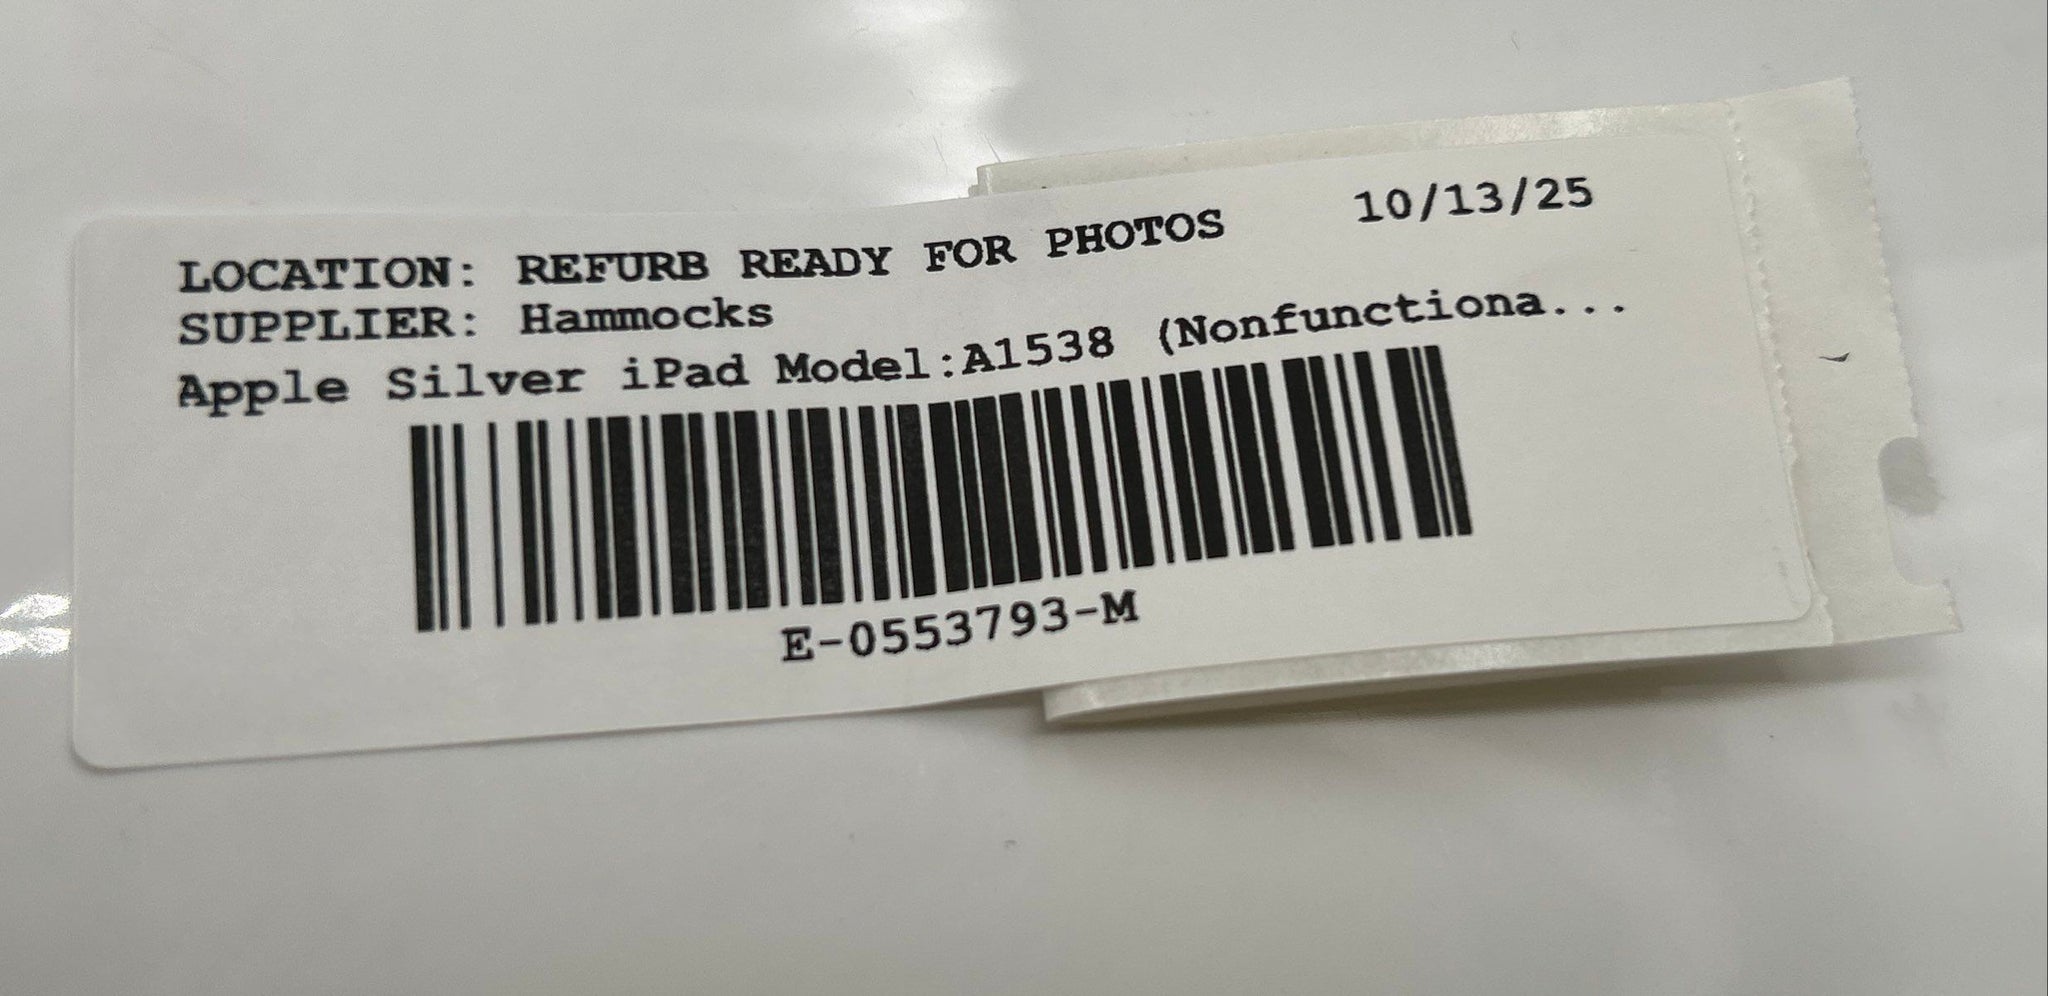 LOCATION: REFURB READY FOR PHOTOS 10/13/25
SUPPLIER: Hammocks
Apple Silver iPad Model:A1538 (Nonfunctiona...
E-0553793-M